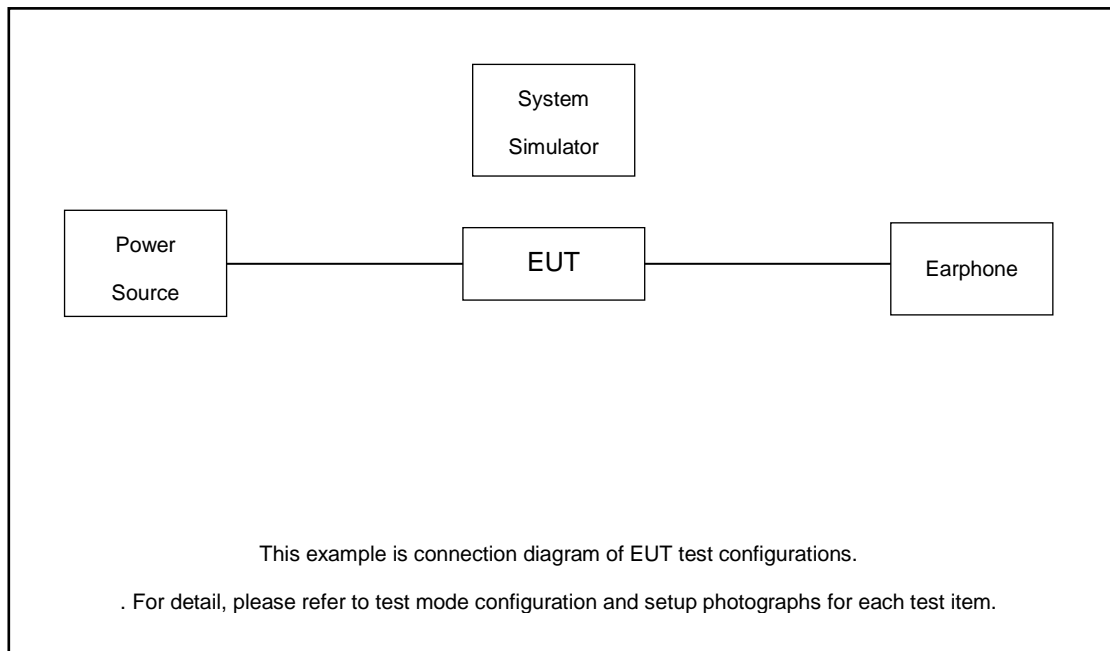 System
Simulator
Power
Source
EUT
Earphone
This example is connection diagram of EUT test configurations.
. For detail, please refer to test mode configuration and setup photographs for each test item.